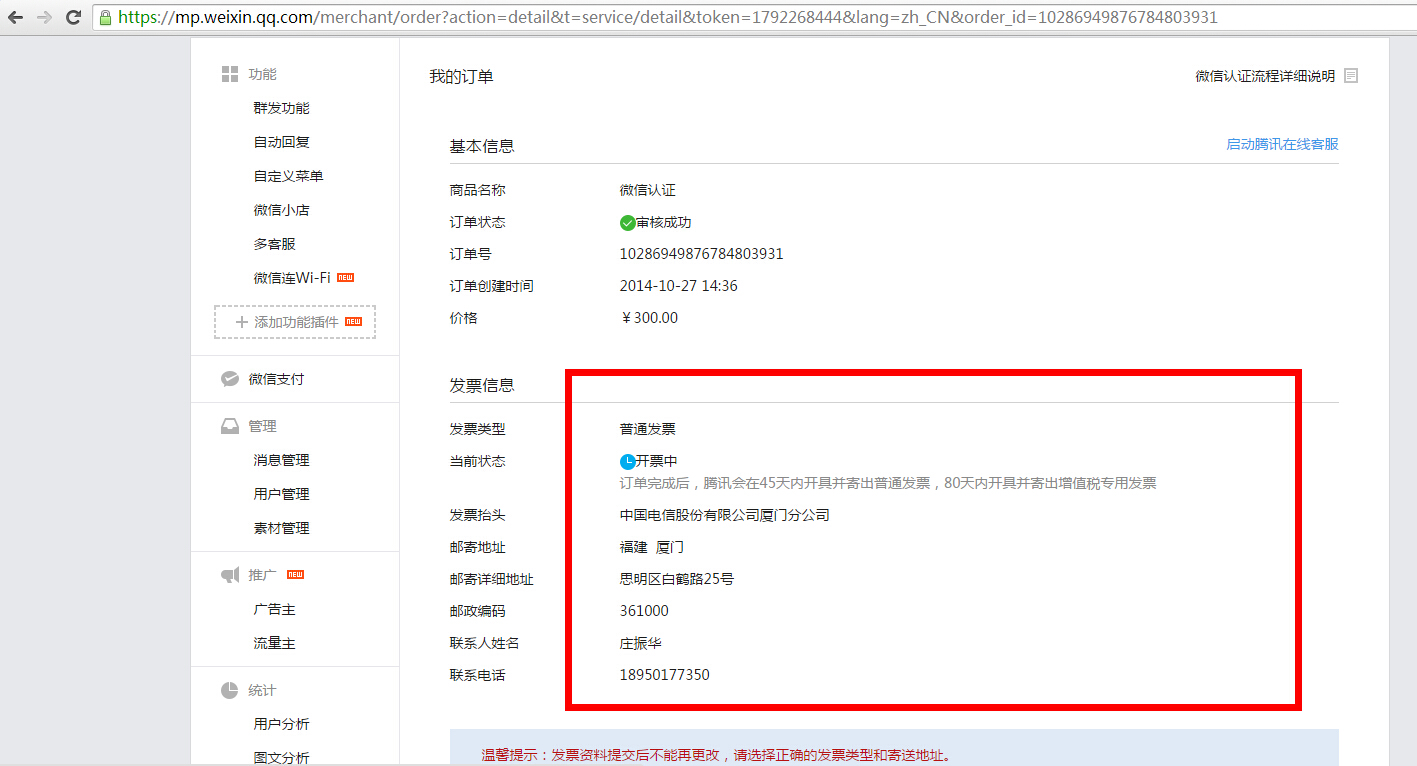 https://mp.weixin.qq.com/merchant/order?action=detail&t=service/detail&token=1792268444&lang=zh_CN&order_id=10286949876784803931
功能
群发功能
自动回复
自定义菜单
微信小店
多客服
微信连Wi-Fi NEW
添加功能插件 NEW
微信支付
管理
消息管理
用户管理
素材管理
推广 NEW
广告主
流量主
统计
用户分析
图文分析
我的订单
微信认证流程详细说明
基本信息
启动腾讯在线客服
商品名称 微信认证
订单状态 审核成功
订单号 10286949876784803931
订单创建时间 2014-10-27 14:36
价格 ￥300.00
发票信息
发票类型 普通发票
当前状态 开票中
订单完成后，腾讯会在45天内开具并寄出普通发票，80天内开具并寄出增值税专用发票
发票抬头 中国电信股份有限公司厦门分公司
邮寄地址 福建 厦门
邮寄详细地址 思明区白鹤路25号
邮政编码 361000
联系人姓名 庄振华
联系电话 18950177350
温馨提示：发票资料提交后不能再更改，请选择正确的发票类型和寄送地址。